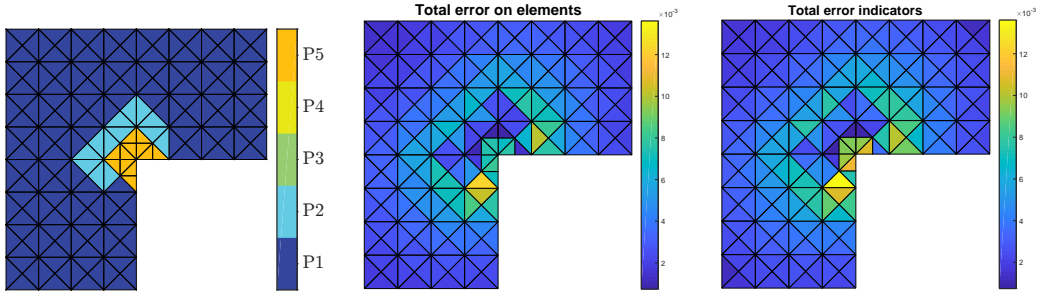 P5
P4
P3
P2
P1
Total error on elements
×10⁻³
12
10
8
6
4
2
Total error indicators
×10⁻³
12
10
8
6
4
2